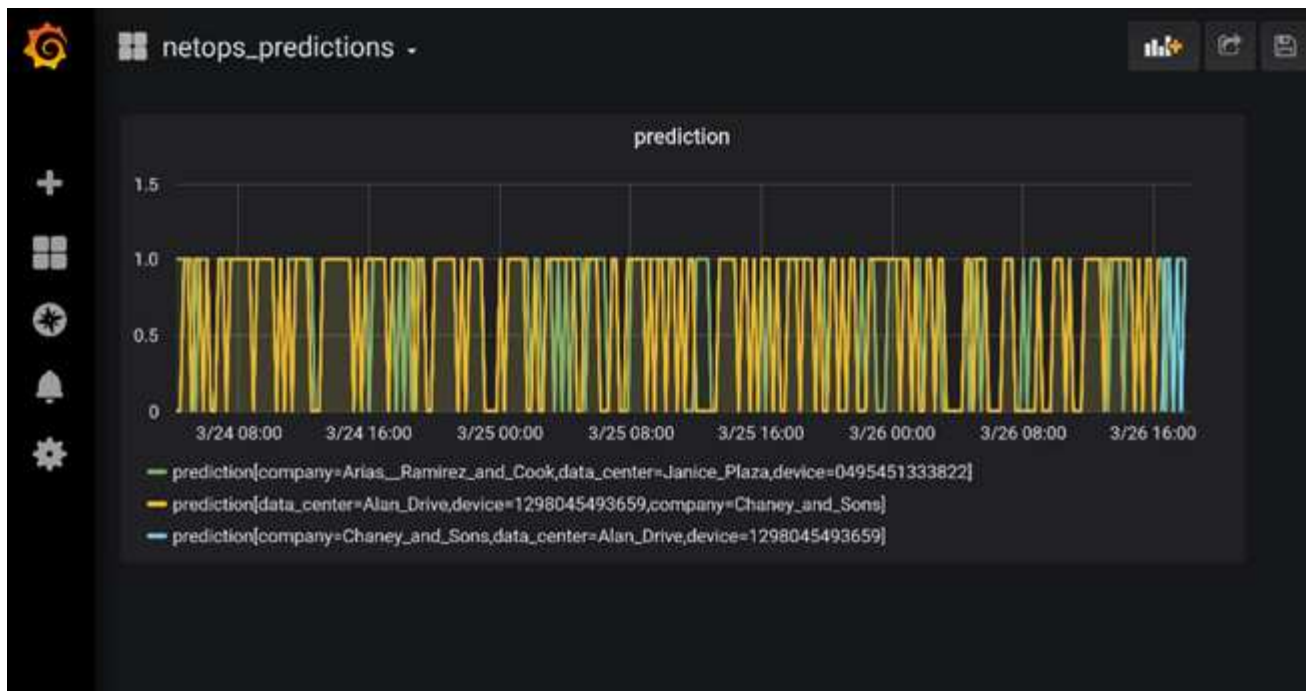 netops_predictions
prediction
1.5
1.0
0.5
0
3/24 08:00 3/24 16:00 3/25 00:00 3/25 08:00 3/25 16:00 3/26 00:00 3/26 08:00 3/26 16:00
prediction[company=Arias__Ramirez_and_Cook,data_center=Janice_Plaza,device=0495451333822]
prediction[data_center=Alan_Drive,device=1298045493659,company=Chaney_and_Sons]
prediction[company=Chaney_and_Sons,data_center=Alan_Drive,device=1298045493659]